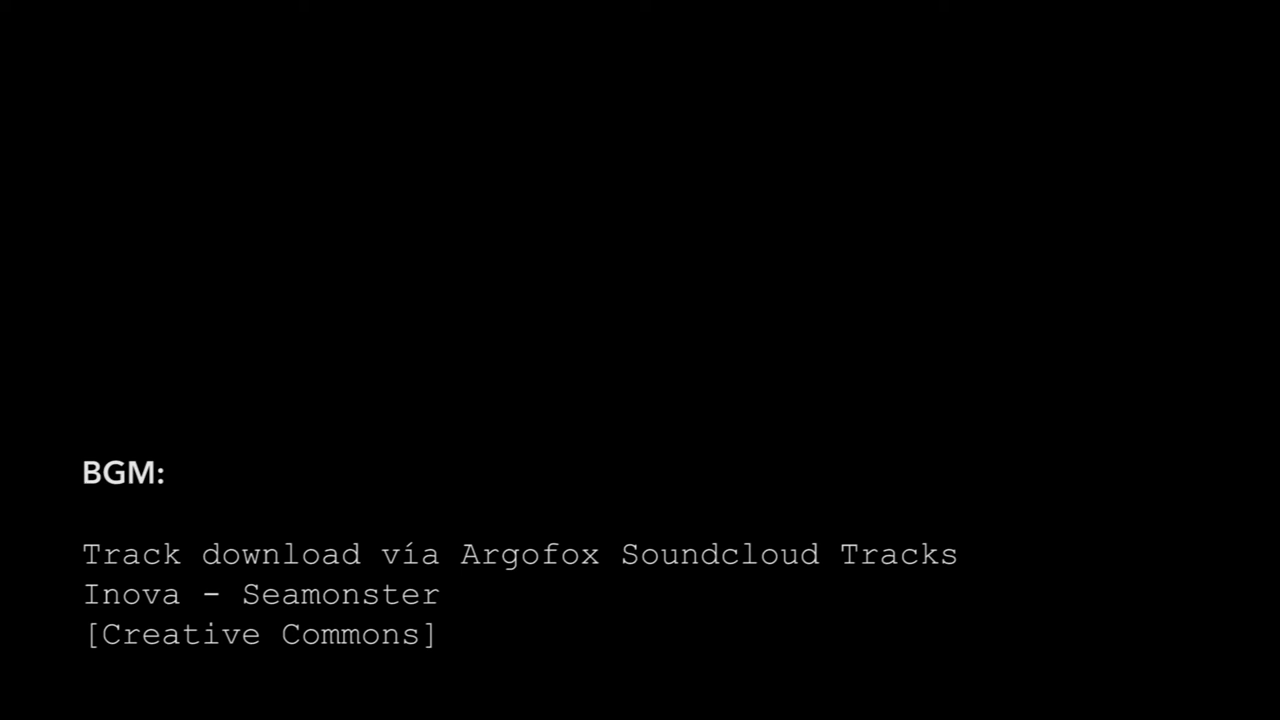 BGM:
Track download vía Argofox Soundcloud Tracks
Inova - Seamonster
[Creative Commons]